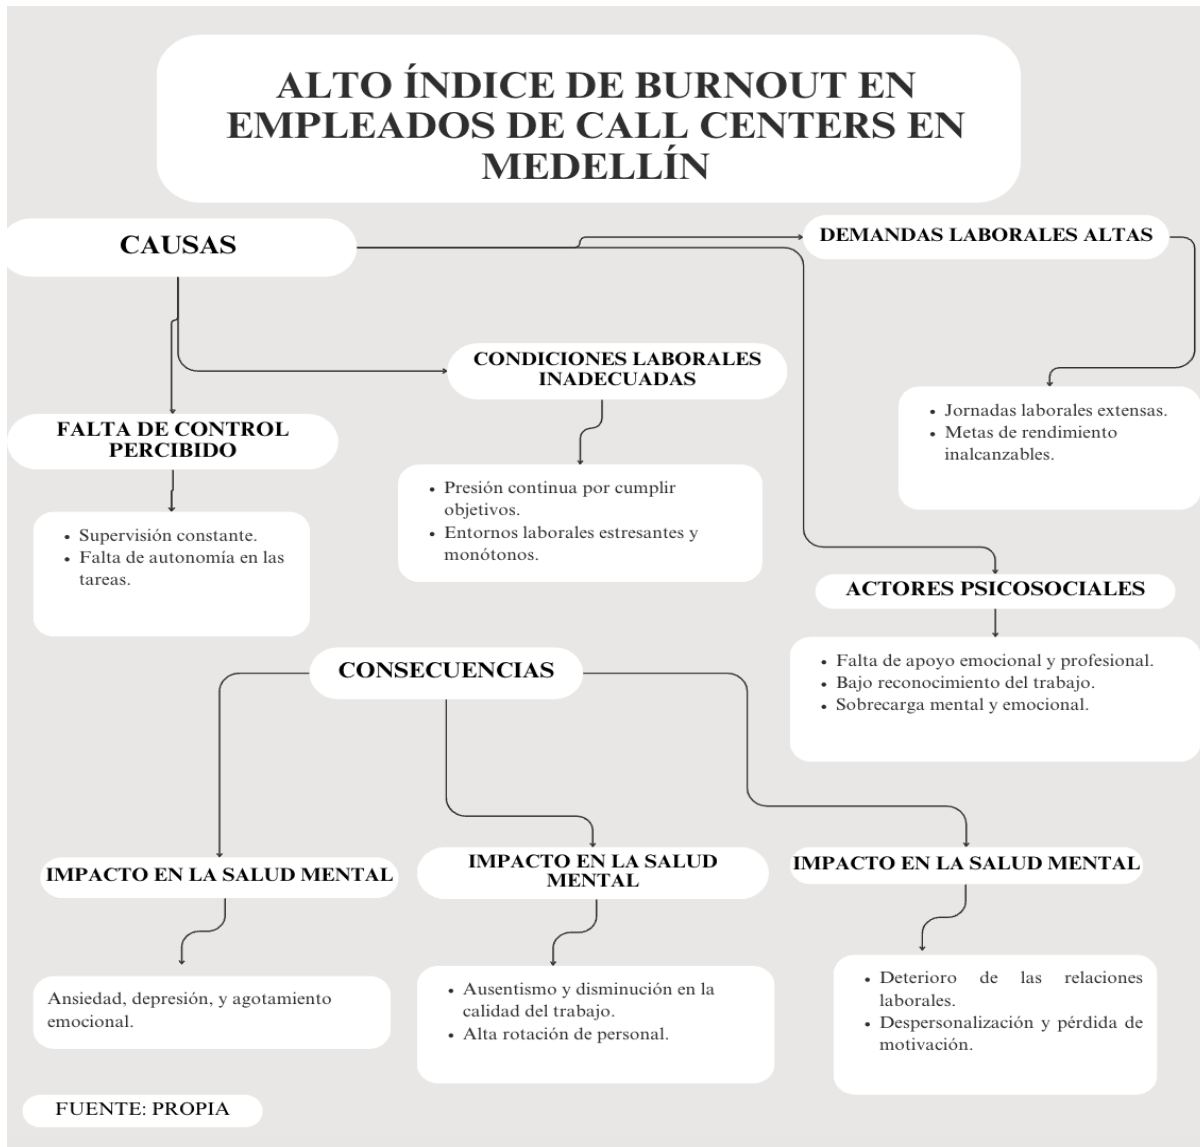 ALTO ÍNDICE DE BURNOUT EN
EMPLEADOS DE CALL CENTERS EN
MEDELLÍN
CAUSAS
DEMANDAS LABORALES ALTAS
• Jornadas laborales extensas.
• Metas de rendimiento
inalcanzables.
CONDICIONES LABORALES
INADECUADAS
• Presión continua por cumplir
objetivos.
• Entornos laborales estresantes y
monótonos.
FALTA DE CONTROL
PERCIBIDO
• Supervisión constante.
• Falta de autonomía en las
tareas.
ACTORES PSICOSOCIALES
• Falta de apoyo emocional y profesional.
• Bajo reconocimiento del trabajo.
• Sobrecarga mental y emocional.
CONSECUENCIAS
IMPACTO EN LA SALUD MENTAL
Ansiedad, depresión, y agotamiento
emocional.
IMPACTO EN LA SALUD
MENTAL
• Ausentismo y disminución en la
calidad del trabajo.
• Alta rotación de personal.
IMPACTO EN LA SALUD MENTAL
• Deterioro de las relaciones
laborales.
• Despersonalización y pérdida de
motivación.
FUENTE: PROPIA